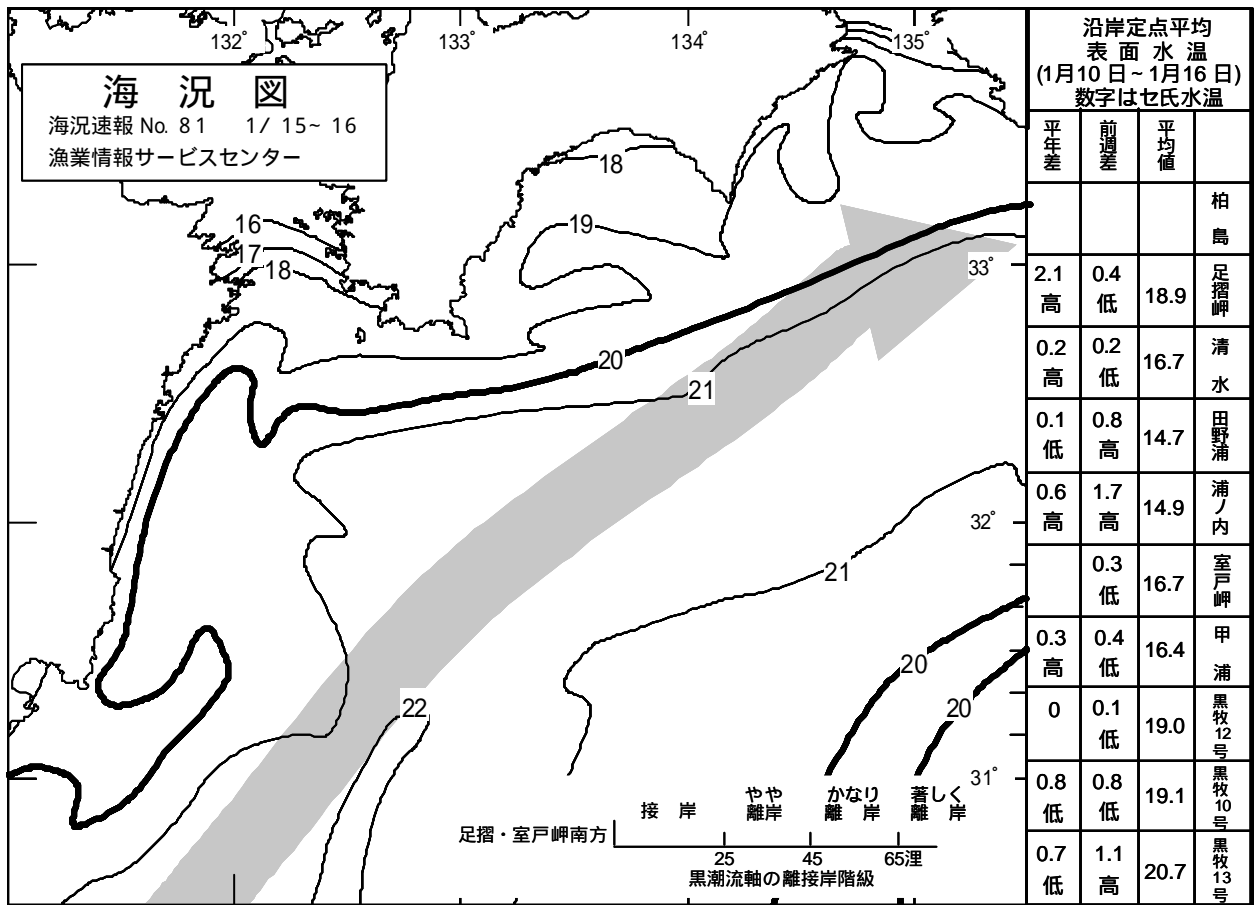 132°
133°
134°
135°
海 況 図
海況速報 No. 81 1/ 15~ 16
漁業情報サービスセンター
18
16
19
17
18
33°
20
21
32°
21
20
22
20
31°
接 岸
やや
離岸
かなり
離 岸
著しく
離 岸
足摺・室戸岬南方
25
45
65浬
黒潮流軸の離接岸階級
沿岸定点平均
表 面 水 温
(1月10 日~ 1月16 日)
数字はセ氏水温
平年差 前週差 平均値
柏島
2.1高 0.4低 18.9 足摺岬
0.2高 0.2低 16.7 清水
0.1低 0.8高 14.7 田野浦
0.6高 1.7高 14.9 浦ノ内
0.3低 16.7 室戸岬
0.3高 0.4低 16.4 甲浦
0 0.1低 19.0 黒牧12号
0.8低 0.8低 19.1 黒牧10号
0.7低 1.1高 20.7 黒牧13号